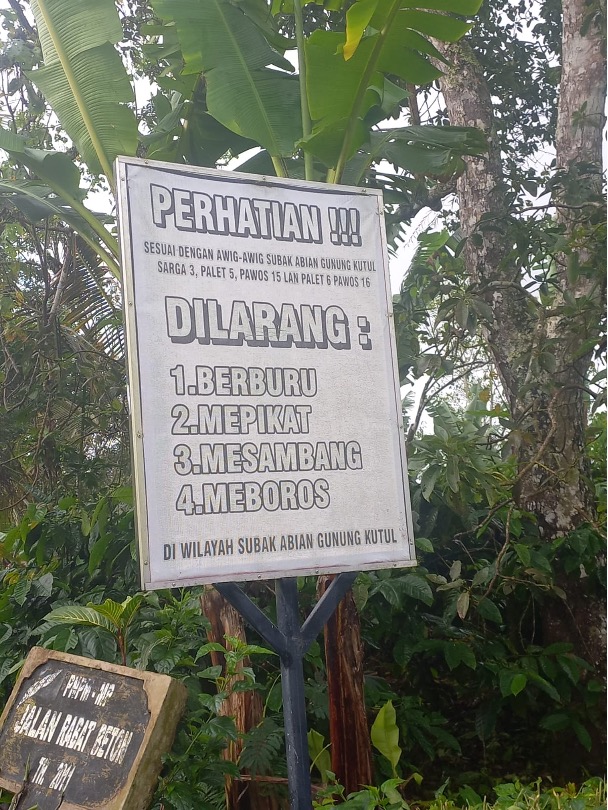 PERHATIAN !!!
SESUAI DENGAN AWIG-AWIG SUBAK ABIAN GUNUNG KUTUL
SARGA 3, PALET 5, PAWOS 15 LAN PALET 6 PAWOS 16
DILARANG :
1.BERBURU
2.MEPIKAT
3.MESAMBANG
4.MEBOROS
DI WILAYAH SUBAK ABIAN GUNUNG KUTUL
JALAN RABAT BETON